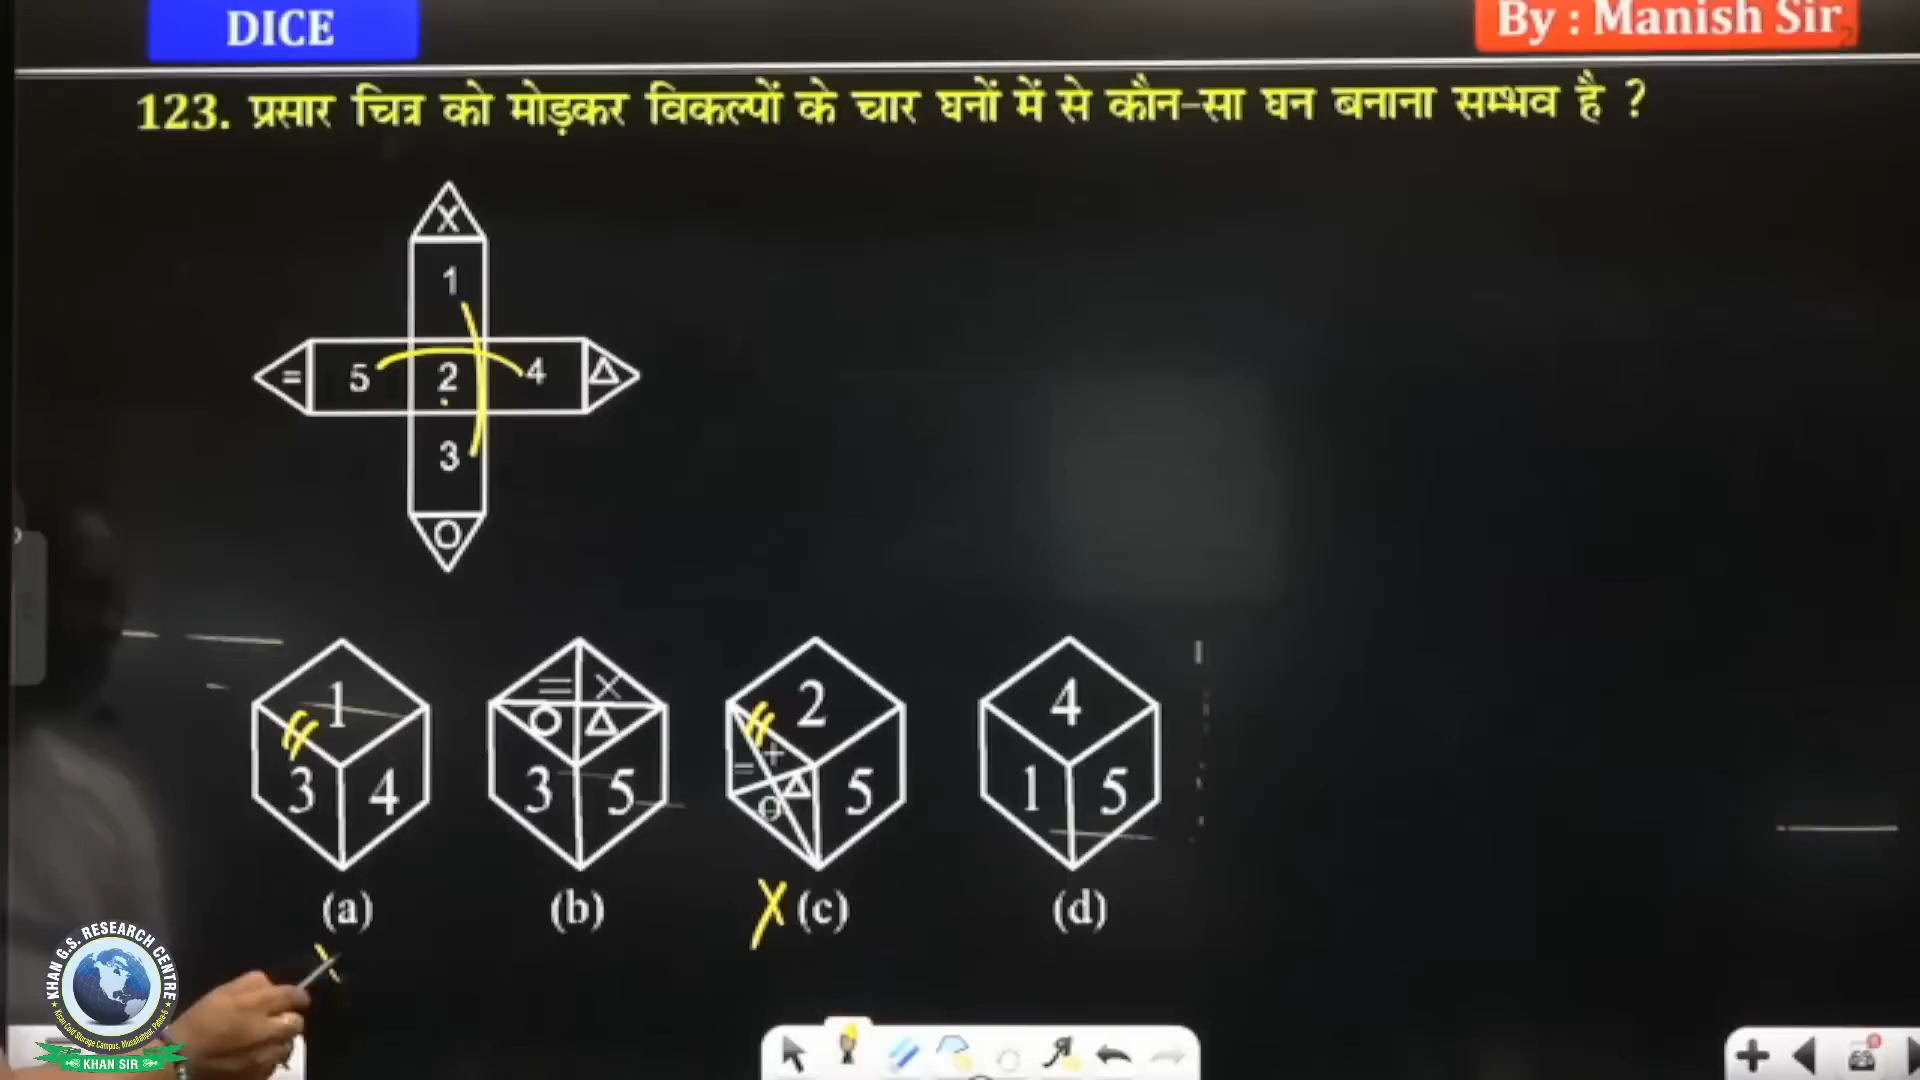 DICE
By : Manish Sir
123. प्रसार चित्र को मोड़कर विकल्पों के चार घनों में से कौन-सा घन बनाना सम्भव है ?
X
1
= 5 2 4 Δ
3
O
1
3 4
= ×
O Δ
3 5
2
= +
Δ
5
4
1 5
(a) (b) X (c) (d)
KHAN G.S. RESEARCH CENTRE
KHAN SIR